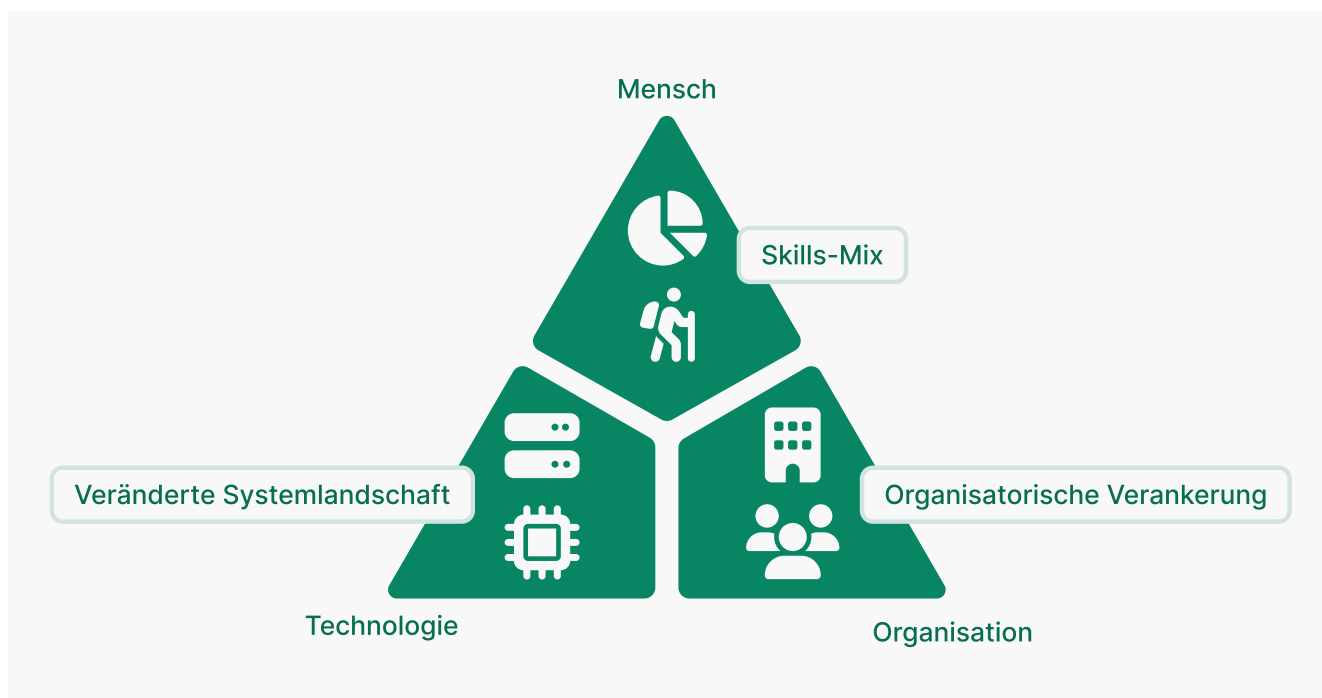 Mensch
Skills-Mix
Veränderte Systemlandschaft
Organisatorische Verankerung
Technologie
Organisation